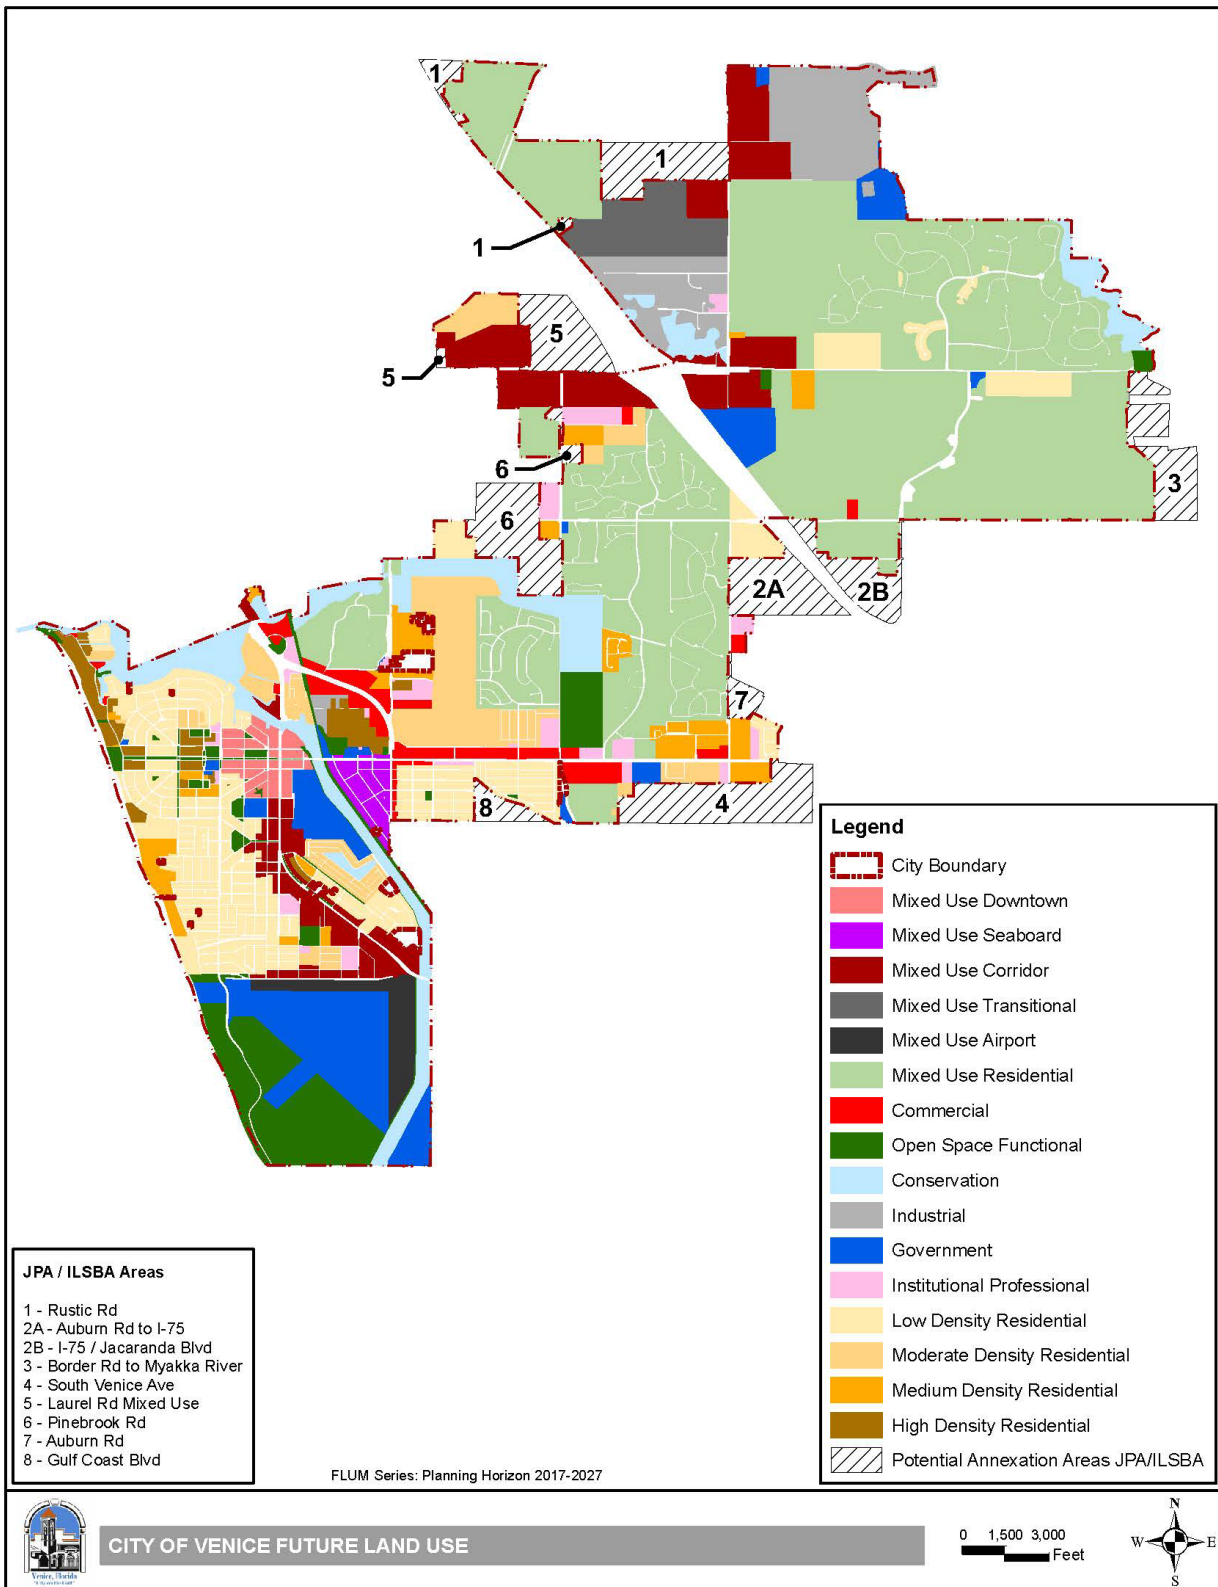 1
1
1
5
5
6
6
3
2A
2B
7
8
4
Legend
City Boundary
Mixed Use Downtown
Mixed Use Seaboard
Mixed Use Corridor
Mixed Use Transitional
Mixed Use Airport
Mixed Use Residential
Commercial
Open Space Functional
Conservation
Industrial
Government
Institutional Professional
Low Density Residential
Moderate Density Residential
Medium Density Residential
High Density Residential
Potential Annexation Areas JPA/ILSBA
JPA / ILSBA Areas
1 - Rustic Rd
2A - Auburn Rd to I-75
2B - I-75 / Jacaranda Blvd
3 - Border Rd to Myakka River
4 - South Venice Ave
5 - Laurel Rd Mixed Use
6 - Pinebrook Rd
7 - Auburn Rd
8 - Gulf Coast Blvd
FLUM Series: Planning Horizon 2017-2027
Venice, Florida
CITY OF VENICE FUTURE LAND USE
0 1,500 3,000
Feet
N
W E
S